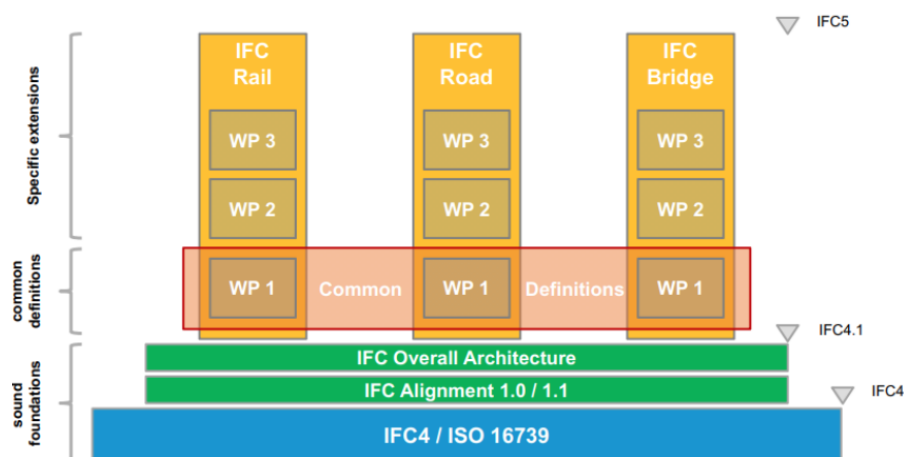 IFC5
IFC
Rail
IFC
Road
IFC
Bridge
Specific extensions
WP 3
WP 3
WP 3
WP 2
WP 2
WP 2
common
definitions
WP 1
Common
WP 1
Definitions
WP 1
IFC4.1
sound
foundations
IFC Overall Architecture
IFC Alignment 1.0 / 1.1
IFC4
IFC4 / ISO 16739